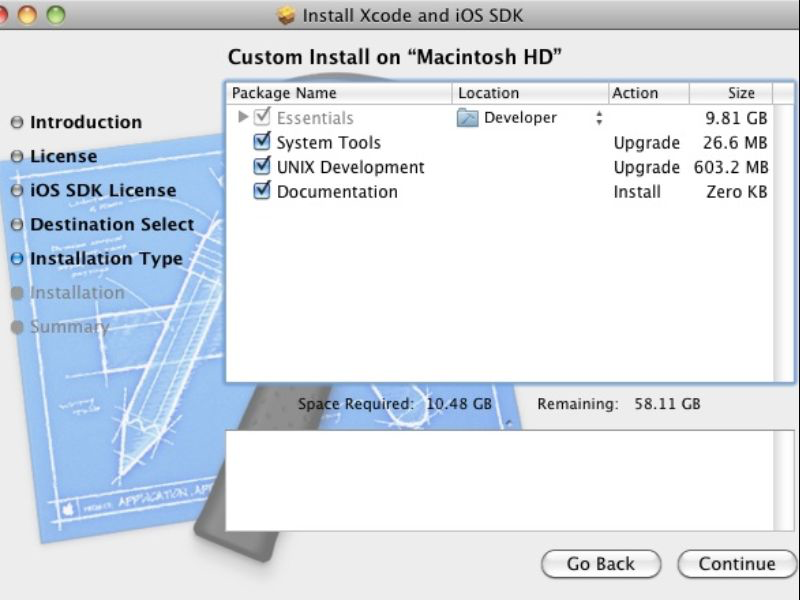 Install Xcode and iOS SDK
Custom Install on “Macintosh HD”
Introduction
License
iOS SDK License
Destination Select
Installation Type
Installation
Summary
Package Name Location Action Size
Essentials Developer 9.81 GB
System Tools Upgrade 26.6 MB
UNIX Development Upgrade 603.2 MB
Documentation Install Zero KB
Space Required: 10.48 GB Remaining: 58.11 GB
APPLICATION.APP
Go Back Continue